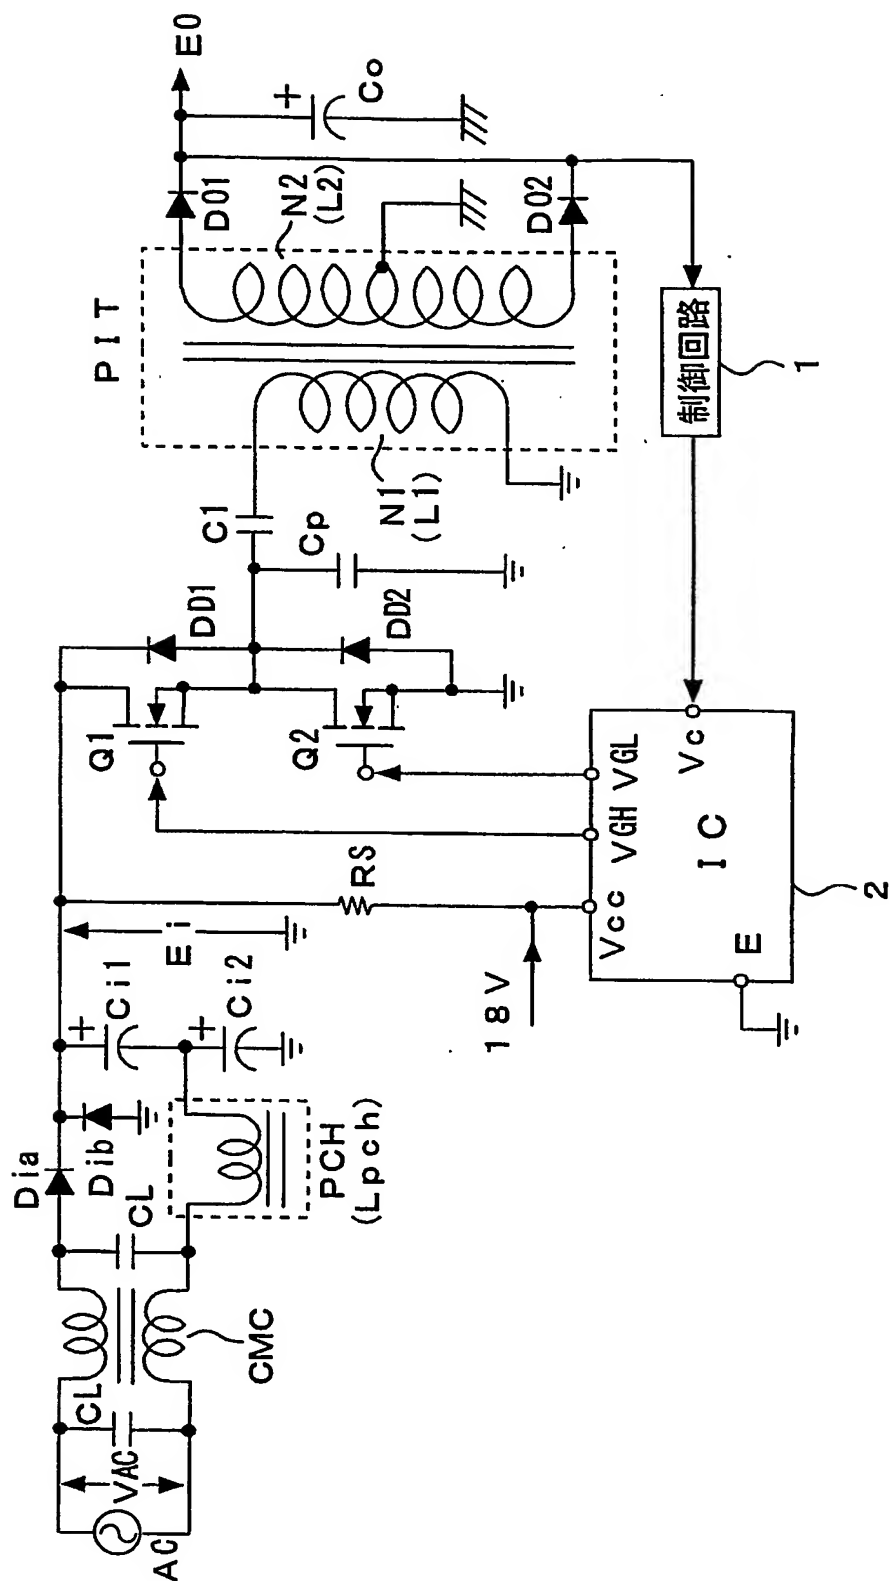 AC
VAC
CL
CMC
CL
Dia
Dib
PCH
(Lpch)
Ci1
+
Ci2
+
Ei
RS
18V
Vcc
VGH
VGL
Vc
IC
E
2
Q1
Q2
DD1
DD2
C1
Cp
N1
(L1)
PIT
N2
(L2)
D01
D02
+
Co
E0
制御回路
1